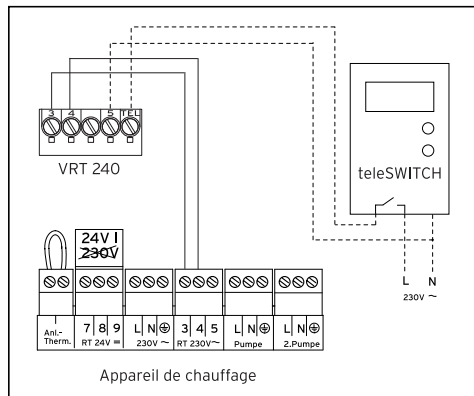 3 4 5 TEL
VRT 240
teleSWITCH
24V I
230V
L N
230V ~
Anl.-
Therm.
7 8 9
RT 24V =
L N
230V ~
3 4 5
RT 230V~
L N
Pumpe
L N
2.Pumpe
Appareil de chauffage